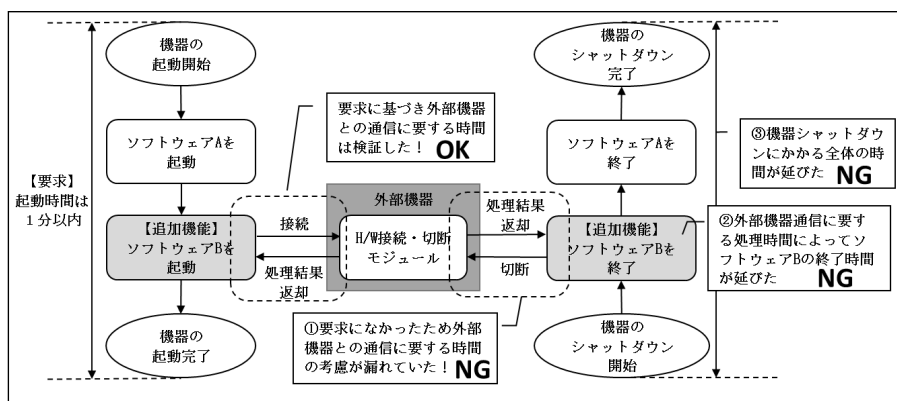 機器の
起動開始
ソフトウェアAを
起動
【要求】
起動時間は
1分以内
【追加機能】
ソフトウェアBを
起動
機器の
起動完了
要求に基づき外部機器
との通信に要する時間
は検証した! OK
外部機器
接続
H/W接続・切断
モジュール
処理結果
返却
処理結果
返却
切断
①要求になかったため外部
機器との通信に要する時間
の考慮が漏れていた! NG
機器の
シャットダウン
完了
ソフトウェアAを
終了
【追加機能】
ソフトウェアBを
終了
機器の
シャットダウン
開始
③機器シャットダウ
ンにかかる全体の時
間が延びた NG
②外部機器通信に要す
る処理時間によってソ
フトウェアBの終了時間
が延びた NG